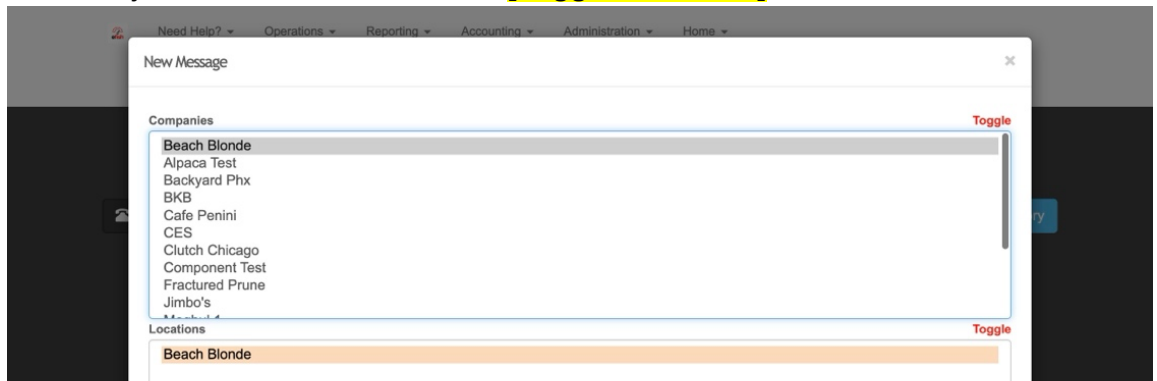 Need Help? Operations Reporting Accounting Administration Home
New Message ×
Companies Toggle
Beach Blonde
Alpaca Test
Backyard Phx
BKB
Cafe Penini
CES
Clutch Chicago
Component Test
Fractured Prune
Jimbo's
ry
Locations Toggle
Beach Blonde